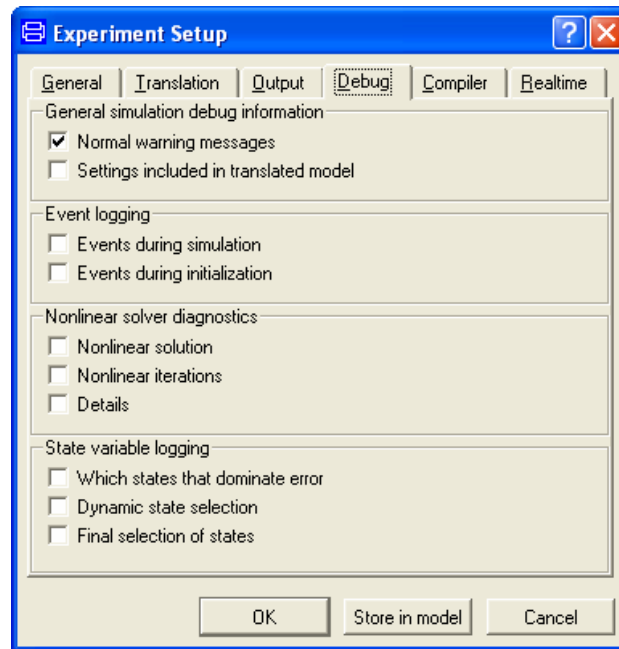 Experiment Setup
General Translation Output Debug Compiler Realtime
General simulation debug information
Normal warning messages
Settings included in translated model
Event logging
Events during simulation
Events during initialization
Nonlinear solver diagnostics
Nonlinear solution
Nonlinear iterations
Details
State variable logging
Which states that dominate error
Dynamic state selection
Final selection of states
OK Store in model Cancel